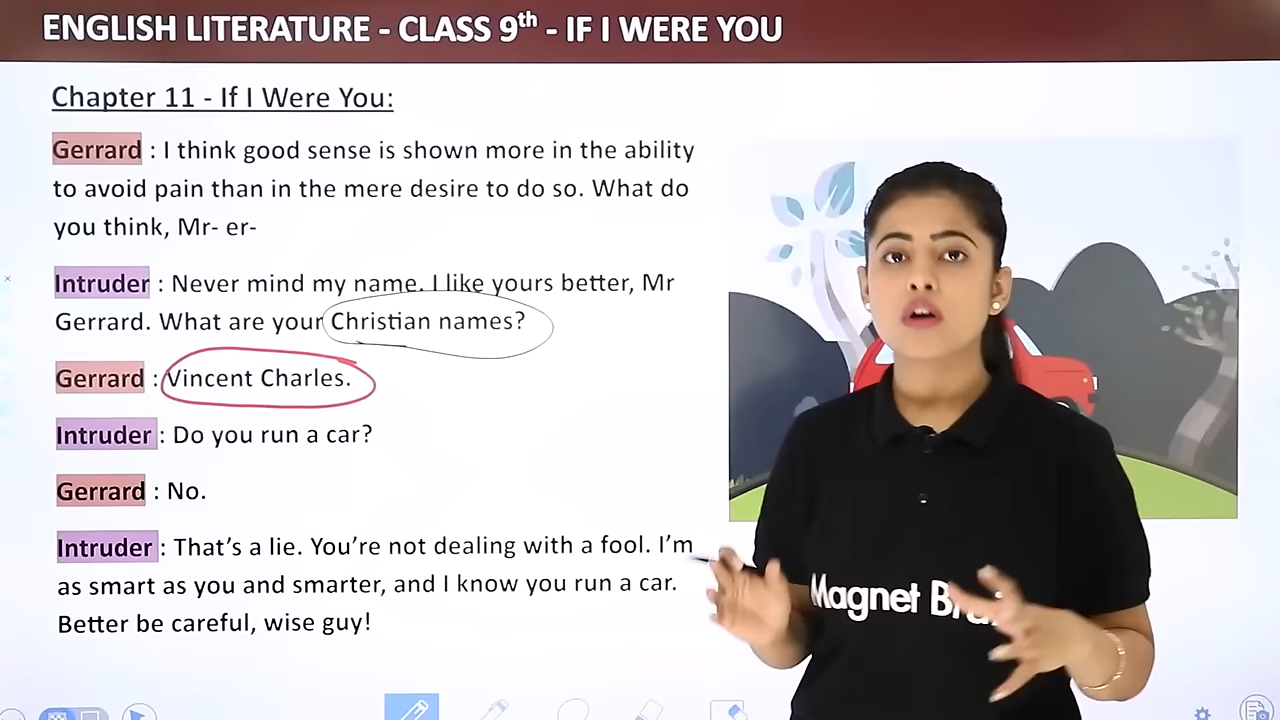 ENGLISH LITERATURE - CLASS 9th - IF I WERE YOU
Chapter 11 - If I Were You:
Gerrard : I think good sense is shown more in the ability
to avoid pain than in the mere desire to do so. What do
you think, Mr- er-
Intruder : Never mind my name. I like yours better, Mr
Gerrard. What are your Christian names?
Gerrard : Vincent Charles.
Intruder : Do you run a car?
Gerrard : No.
Intruder : That's a lie. You're not dealing with a fool. I'm
as smart as you and smarter, and I know you run a car.
Better be careful, wise guy!
Magnet